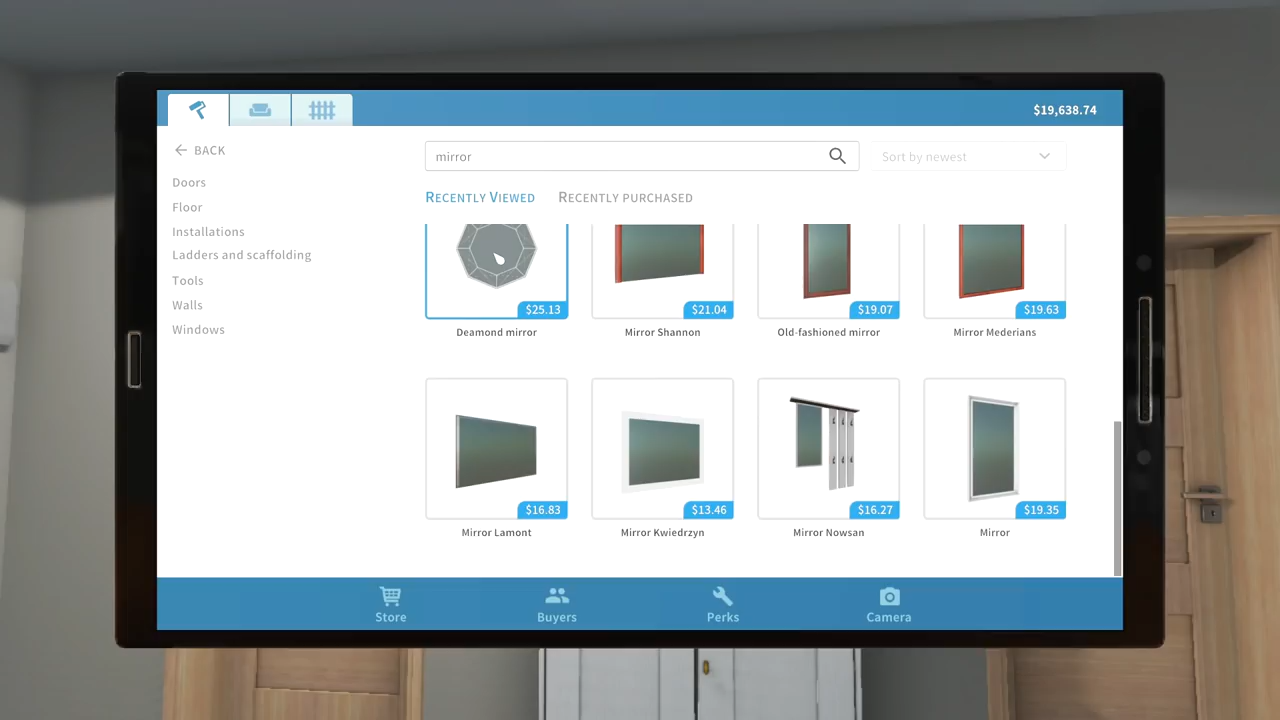 $19,638.74
BACK
mirror
Sort by newest
Doors
Floor
Installations
Ladders and scaffolding
Tools
Walls
Windows
RECENTLY VIEWED
RECENTLY PURCHASED
$25.13
$21.04
$19.07
$19.63
Deamond mirror
Mirror Shannon
Old-fashioned mirror
Mirror Mederians
$16.83
$13.46
$16.27
$19.35
Mirror Lamont
Mirror Kwiedrzyn
Mirror Nowsan
Mirror
Store
Buyers
Perks
Camera